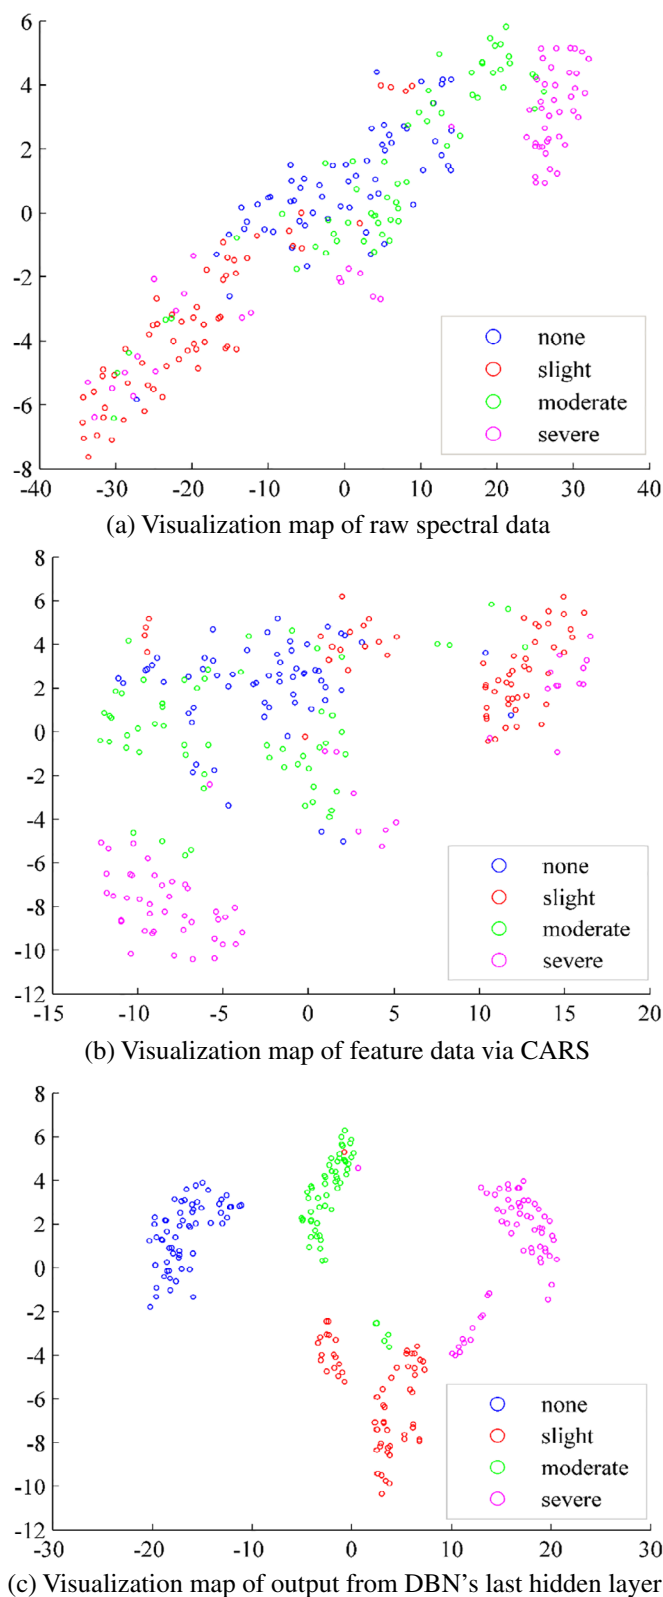 6
4
2
0
-2
-4
-6
-8
-40 -30 -20 -10 0 10 20 30 40
none
slight
moderate
severe
(a) Visualization map of raw spectral data
8
6
4
2
0
-2
-4
-6
-8
-10
-12
-15 -10 -5 0 5 10 15 20
none
slight
moderate
severe
(b) Visualization map of feature data via CARS
8
6
4
2
0
-2
-4
-6
-8
-10
-12
-30 -20 -10 0 10 20 30
none
slight
moderate
severe
(c) Visualization map of output from DBN's last hidden layer